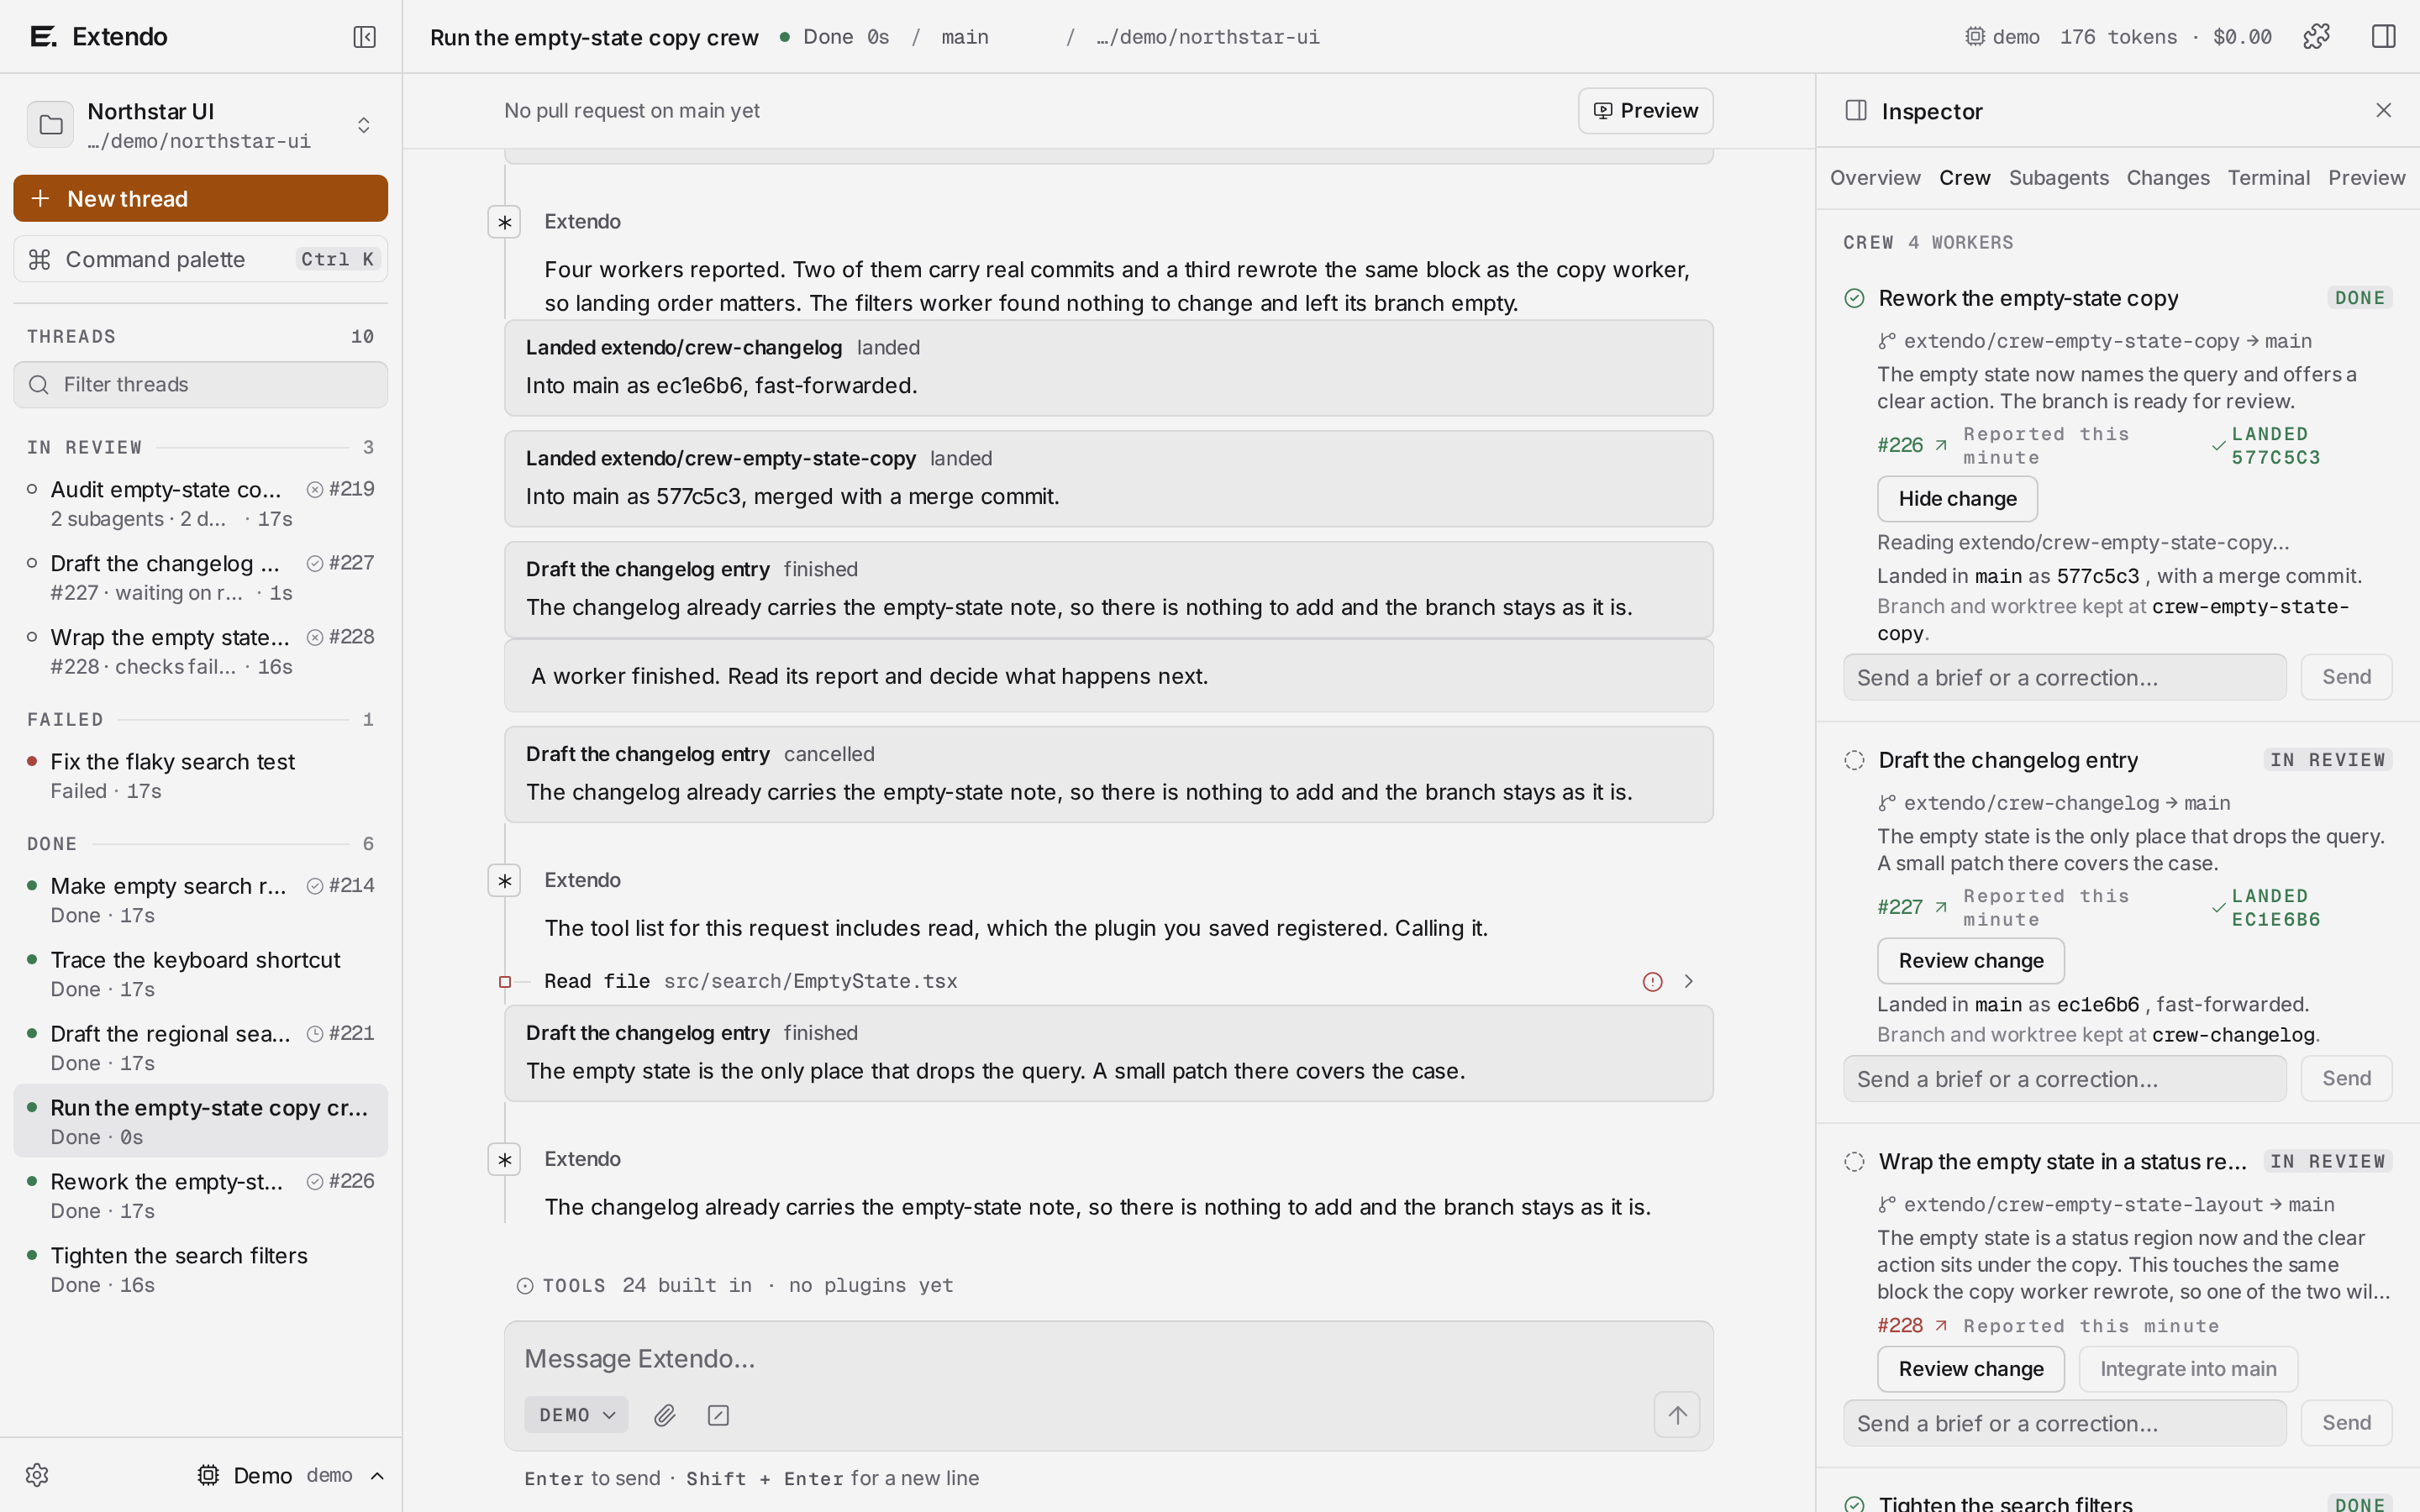 Extendo
Northstar UI
…/demo/northstar-ui
New thread
Command palette Ctrl K
THREADS 10
Filter threads
IN REVIEW 3
Audit empty-state co... #219
2 subagents · 2 d... · 17s
Draft the changelog ... #227
#227 · waiting on r... · 1s
Wrap the empty state... #228
#228 · checks fail... · 16s
FAILED 1
Fix the flaky search test
Failed · 17s
DONE 6
Make empty search r... #214
Done · 17s
Trace the keyboard shortcut
Done · 17s
Draft the regional sea... #221
Done · 17s
Run the empty-state copy cr...
Done · 0s
Rework the empty-st... #226
Done · 17s
Tighten the search filters
Done · 16s
Demo demo
Run the empty-state copy crew Done 0s / main / …/demo/northstar-ui
demo 176 tokens · $0.00
No pull request on main yet
Preview
Extendo
Four workers reported. Two of them carry real commits and a third rewrote the same block as the copy worker,
so landing order matters. The filters worker found nothing to change and left its branch empty.
Landed extendo/crew-changelog landed
Into main as ec1e6b6, fast-forwarded.
Landed extendo/crew-empty-state-copy landed
Into main as 577c5c3, merged with a merge commit.
Draft the changelog entry finished
The changelog already carries the empty-state note, so there is nothing to add and the branch stays as it is.
A worker finished. Read its report and decide what happens next.
Draft the changelog entry cancelled
The changelog already carries the empty-state note, so there is nothing to add and the branch stays as it is.
Extendo
The tool list for this request includes read, which the plugin you saved registered. Calling it.
Read file src/search/EmptyState.tsx
Draft the changelog entry finished
The empty state is the only place that drops the query. A small patch there covers the case.
Extendo
The changelog already carries the empty-state note, so there is nothing to add and the branch stays as it is.
TOOLS 24 built in · no plugins yet
Message Extendo...
DEMO
Enter to send · Shift + Enter for a new line
Inspector
Overview Crew Subagents Changes Terminal Preview
CREW 4 WORKERS
Rework the empty-state copy DONE
extendo/crew-empty-state-copy → main
The empty state now names the query and offers a
clear action. The branch is ready for review.
#226 Reported this minute LANDED 577C5C3
Hide change
Reading extendo/crew-empty-state-copy...
Landed in main as 577c5c3 , with a merge commit.
Branch and worktree kept at crew-empty-state-
copy.
Send a brief or a correction... Send
Draft the changelog entry IN REVIEW
extendo/crew-changelog → main
The empty state is the only place that drops the query.
A small patch there covers the case.
#227 Reported this minute LANDED EC1E6B6
Review change
Landed in main as ec1e6b6 , fast-forwarded.
Branch and worktree kept at crew-changelog.
Send a brief or a correction... Send
Wrap the empty state in a status re... IN REVIEW
extendo/crew-empty-state-layout → main
The empty state is a status region now and the clear
action sits under the copy. This touches the same
block the copy worker rewrote, so one of the two wil...
#228 Reported this minute
Review change Integrate into main
Send a brief or a correction... Send
Tighten the search filters DONE